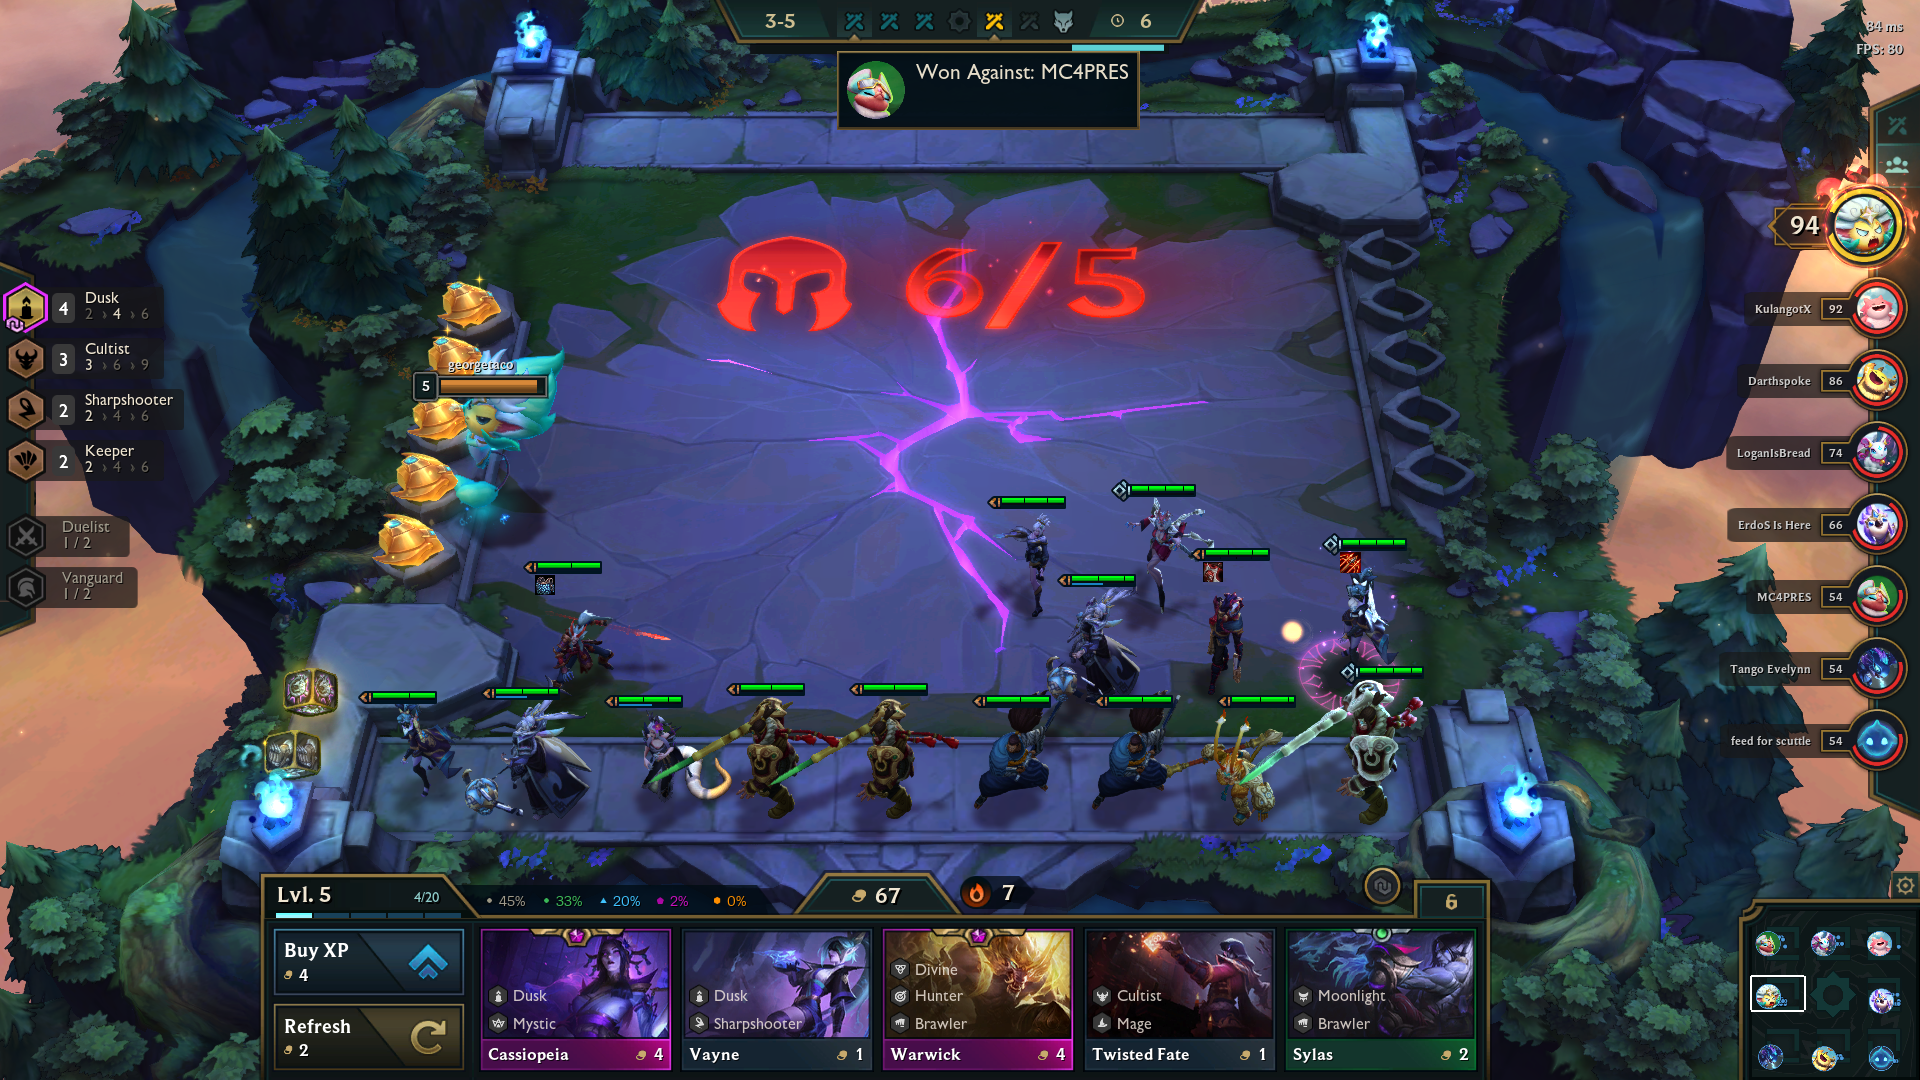 3-5
6
84 ms
FPS: 80
Won Against: MC4PRES
6/5
94
4
Dusk
2 › 4 › 6
3
Cultist
3 › 6 › 9
2
Sharpshooter
2 › 4 › 6
2
Keeper
2 › 4 › 6
Duelist
1 / 2
Vanguard
1 / 2
georgetaco
5
KulangotX 92
Darthspoke 86
LoganIsBread 74
ErdoS Is Here 66
MC4PRES 54
Tango Evelynn 54
feed for scuttle 54
Lvl. 5
4/20
45% 33% 20% 2% 0%
67
7
6
Buy XP
4
Refresh
2
Dusk
Mystic
Cassiopeia 4
Dusk
Sharpshooter
Vayne 1
Divine
Hunter
Brawler
Warwick 4
Cultist
Mage
Twisted Fate 1
Moonlight
Brawler
Sylas 2